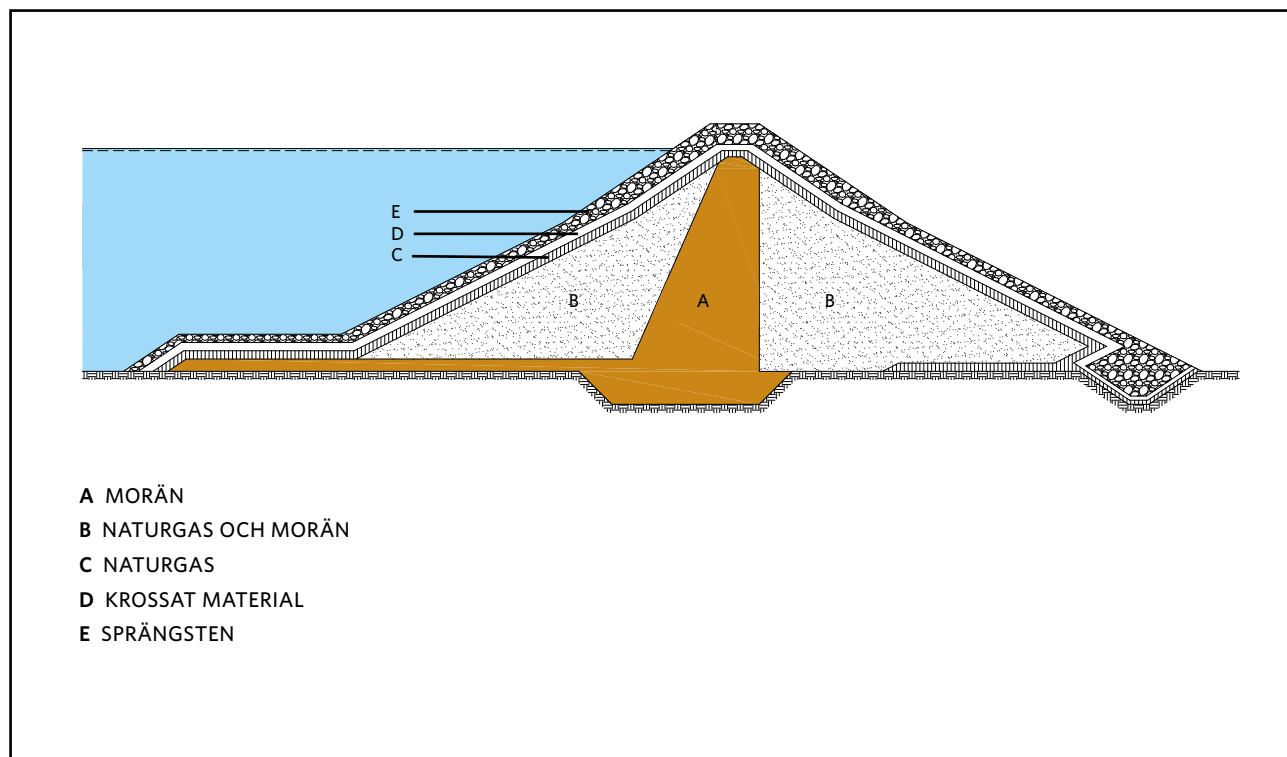 E
D
C
B A B
A MORÄN
B NATURGAS OCH MORÄN
C NATURGAS
D KROSSAT MATERIAL
E SPRÄNGSTEN